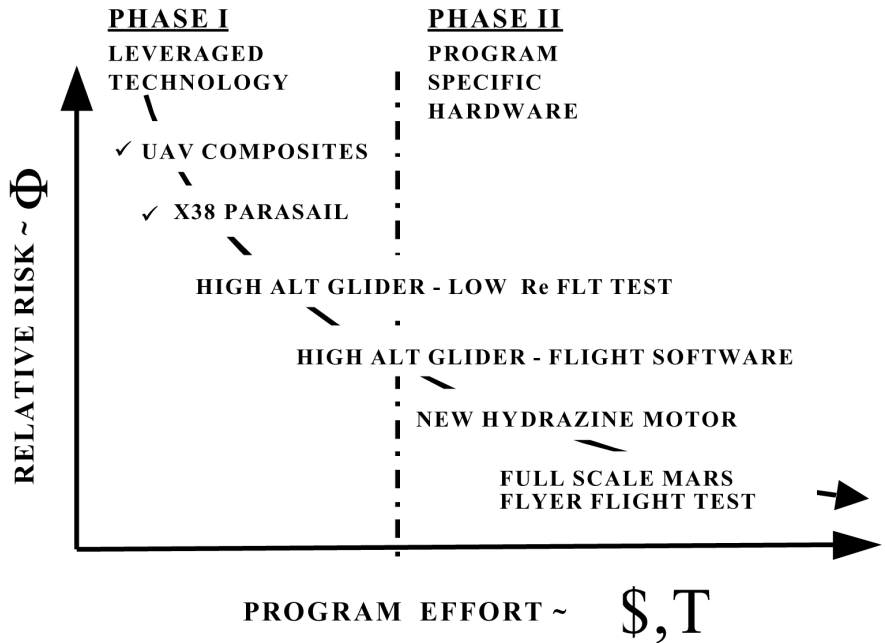 PHASE I
LEVERAGED
TECHNOLOGY
PHASE II
PROGRAM
SPECIFIC
HARDWARE
✓ UAV COMPOSITES
✓ X38 PARASAIL
HIGH ALT GLIDER - LOW Re FLT TEST
HIGH ALT GLIDER - FLIGHT SOFTWARE
NEW HYDRAZINE MOTOR
FULL SCALE MARS
FLYER FLIGHT TEST
RELATIVE RISK ~ Φ
PROGRAM EFFORT ~ $,T